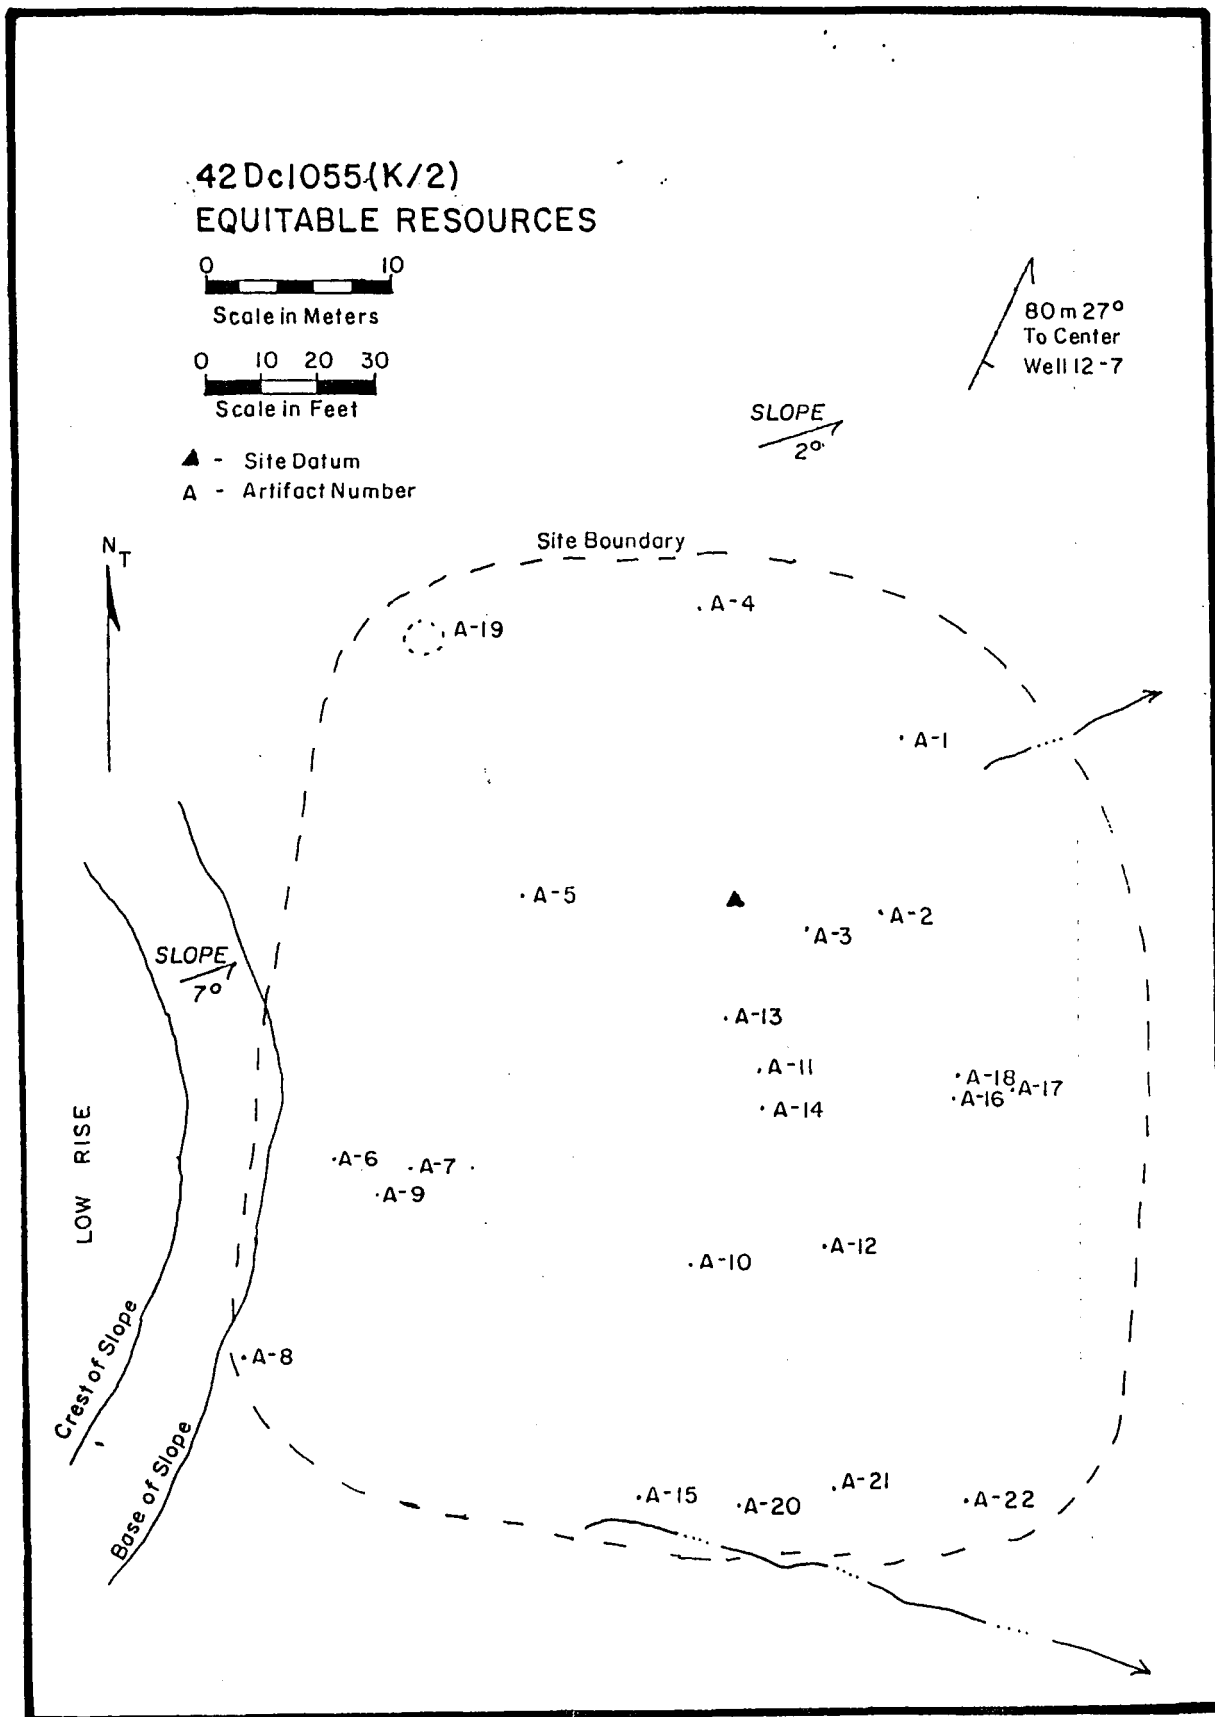 42Dc1055(K/2)
EQUITABLE RESOURCES
0 10
Scale in Meters
0 10 20 30
Scale in Feet
▲ - Site Datum
A - Artifact Number
80m 27°
To Center
Well 12-7
SLOPE
2°
NT
Site Boundary
A-4
A-19
A-1
A-5
A-2
A-3
SLOPE
7°
A-13
A-11
A-18
A-17
A-16
A-14
LOW RISE
A-6
A-7
A-9
A-12
A-10
A-8
Crest of Slope
Base of Slope
A-15
A-20
A-21
A-22